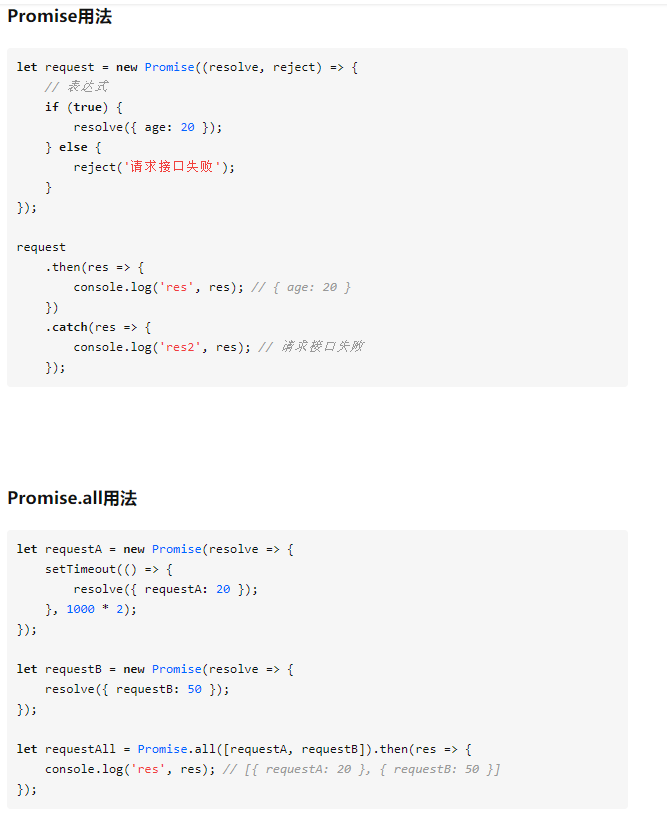 Promise用法
let request = new Promise((resolve, reject) => {
    // 表达式
    if (true) {
        resolve({ age: 20 });
    } else {
        reject('请求接口失败');
    }
});
request
    .then(res => {
        console.log('res', res); // { age: 20 }
    })
    .catch(res => {
        console.log('res2', res); // 请求接口失败
    });
Promise.all用法
let requestA = new Promise(resolve => {
    setTimeout(() => {
        resolve({ requestA: 20 });
    }, 1000 * 2);
});
let requestB = new Promise(resolve => {
    resolve({ requestB: 50 });
});
let requestAll = Promise.all([requestA, requestB]).then(res => {
    console.log('res', res); // [{ requestA: 20 }, { requestB: 50 }]
});